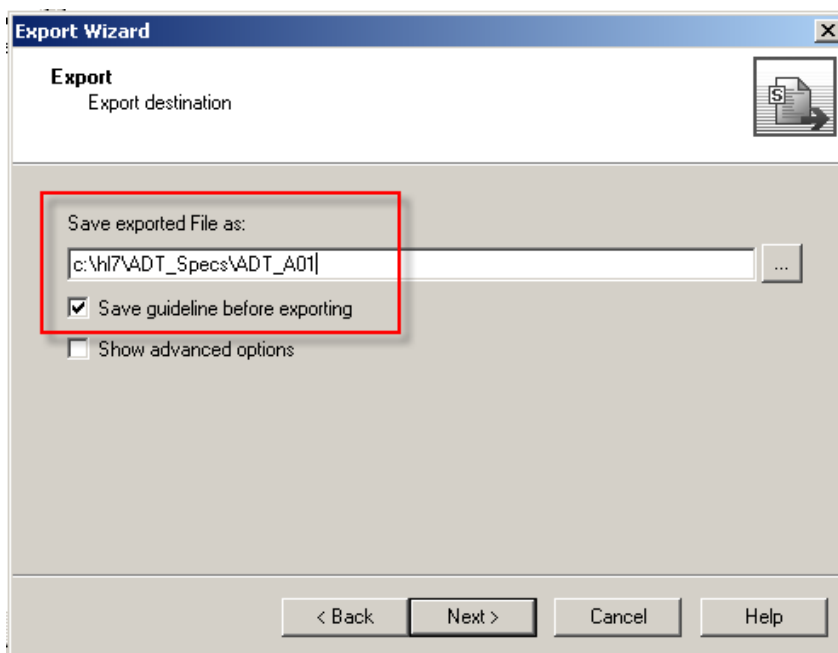 Export Wizard
Export
Export destination
S
Save exported File as:
c:\hl7\ADT_Specs\ADT_A01
...
Save guideline before exporting
Show advanced options
< Back
Next >
Cancel
Help